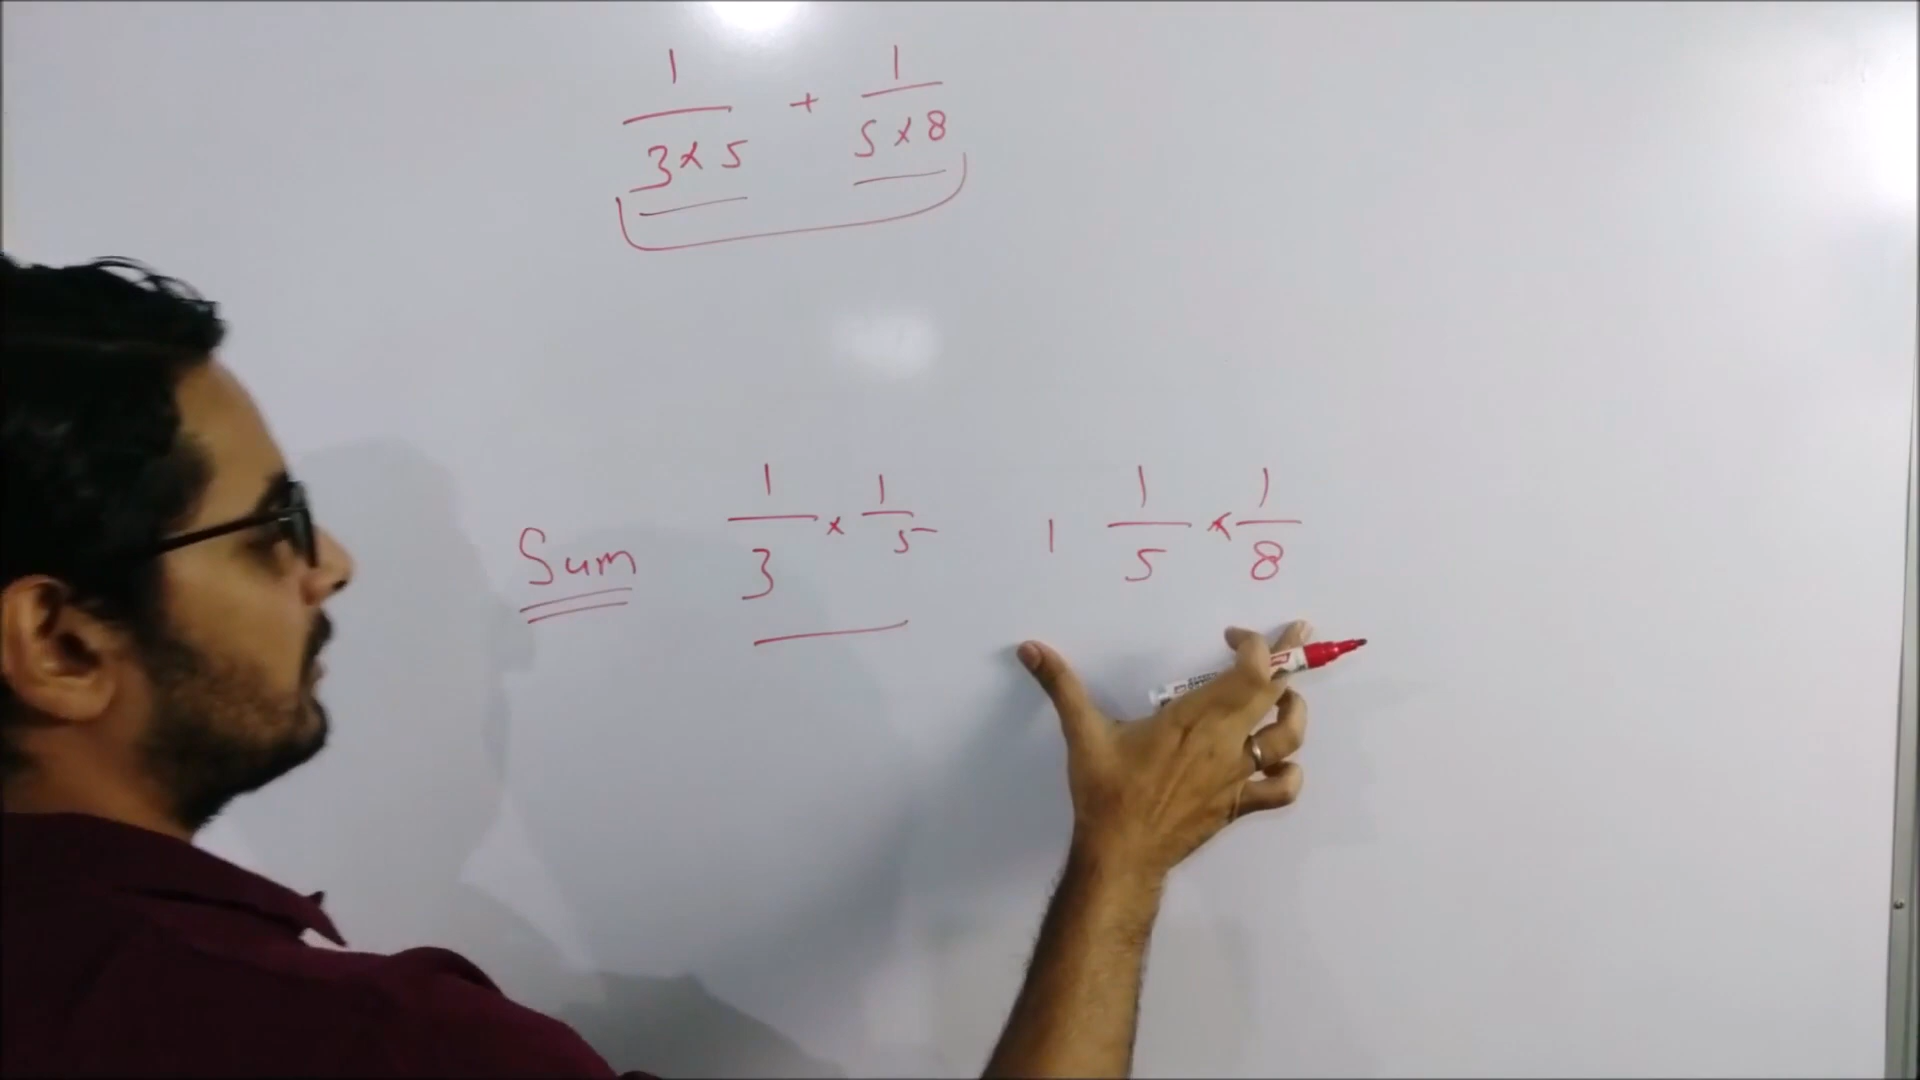 1 1
+
3 × 5 5 × 8
1 1 1 1
Sum × 1 ×
3 5 5 8